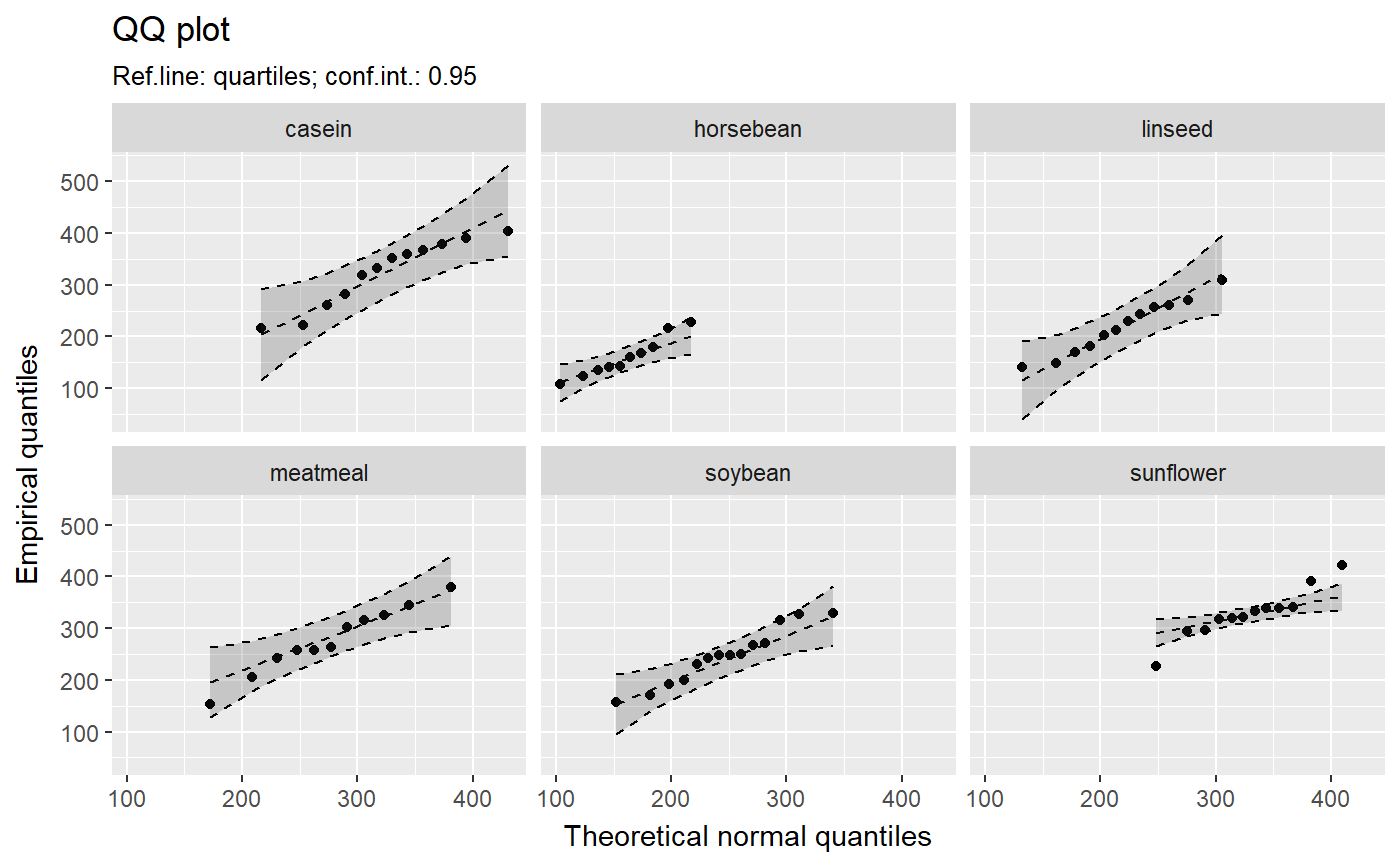 QQ plot
Ref.line: quartiles; conf.int.: 0.95
casein
horsebean
linseed
500
400
300
200
100
meatmeal
soybean
sunflower
500
400
300
200
100
Empirical quantiles
100 200 300 400 100 200 300 400 100 200 300 400
Theoretical normal quantiles